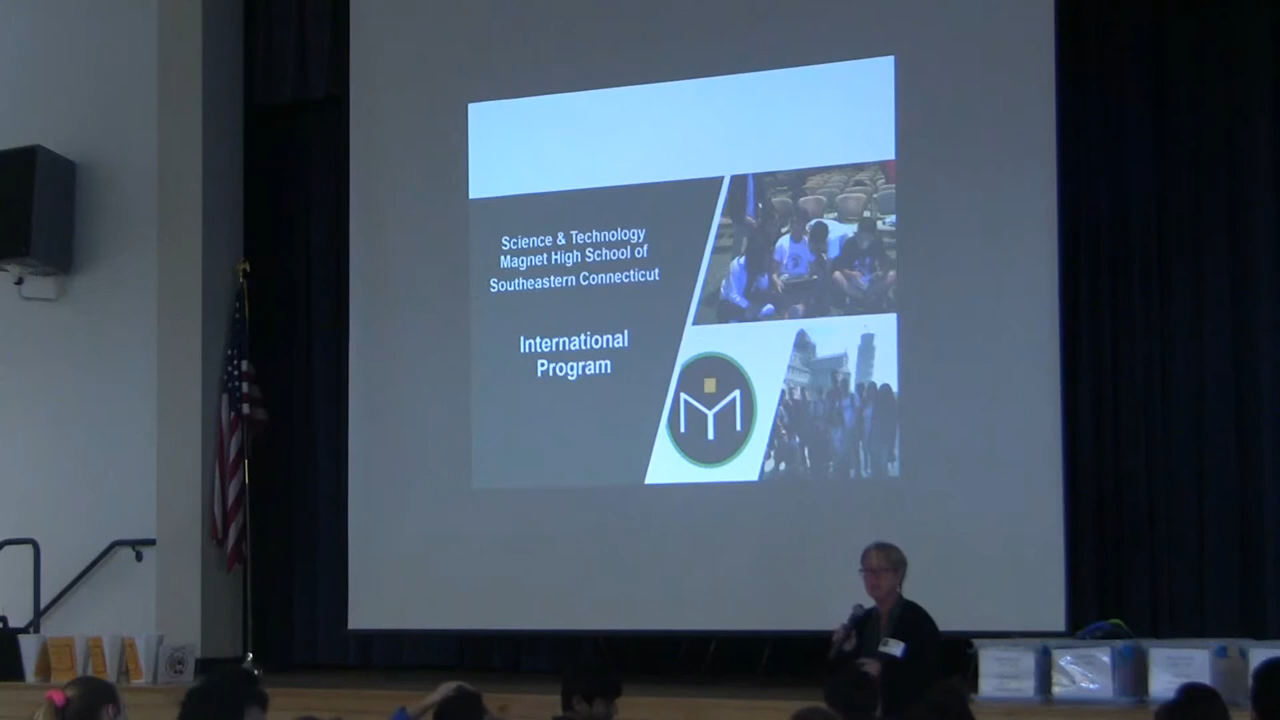 Science & Technology
Magnet High School of
Southeastern Connecticut
International
Program